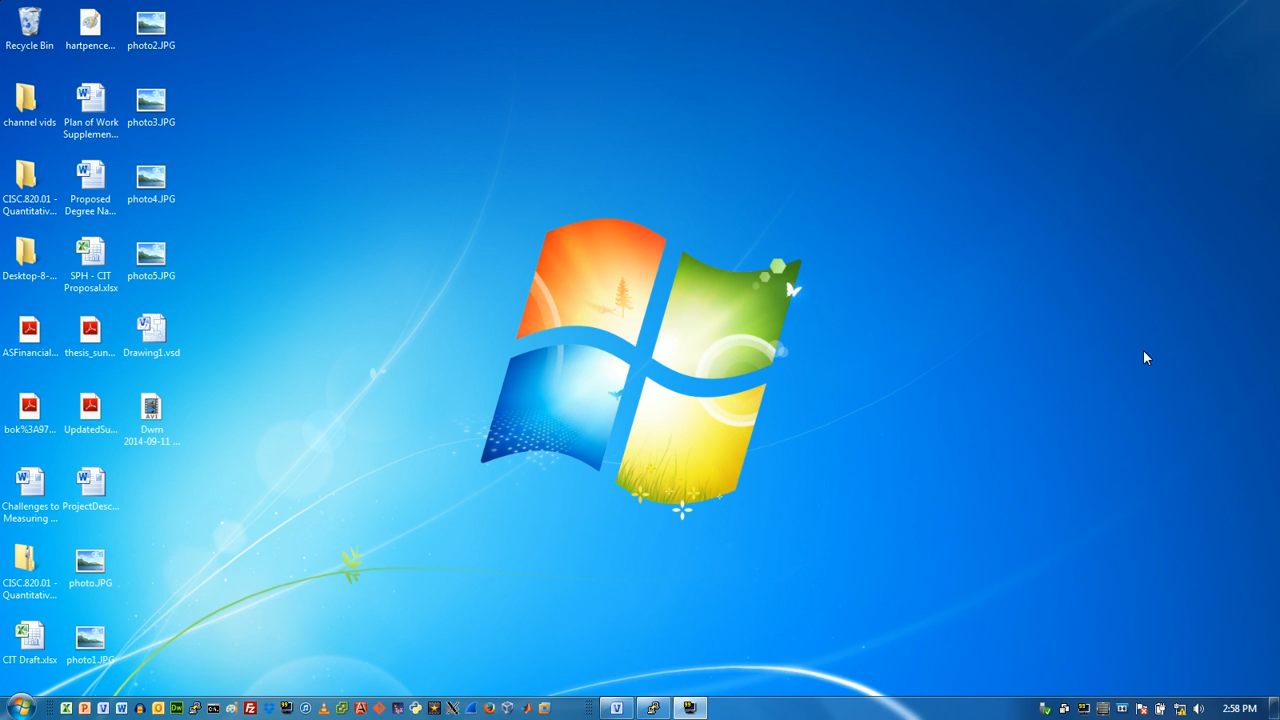 Recycle Bin
hartpence...
photo2.JPG
channel vids
Plan of Work
Supplemen...
photo3.JPG
CISC.820.01 -
Quantitativ...
Proposed
Degree Na...
photo4.JPG
Desktop-8-...
SPH - CIT
Proposal.xlsx
photo5.JPG
ASFinancial...
thesis_sun...
Drawing1.vsd
bok%3A97...
UpdatedSu...
Dwm
2014-09-11 ...
Challenges to
Measuring ...
ProjectDesc...
CISC.820.01 -
Quantitativ...
photo.JPG
CIT Draft.xlsx
photo1.JPG
2:58 PM